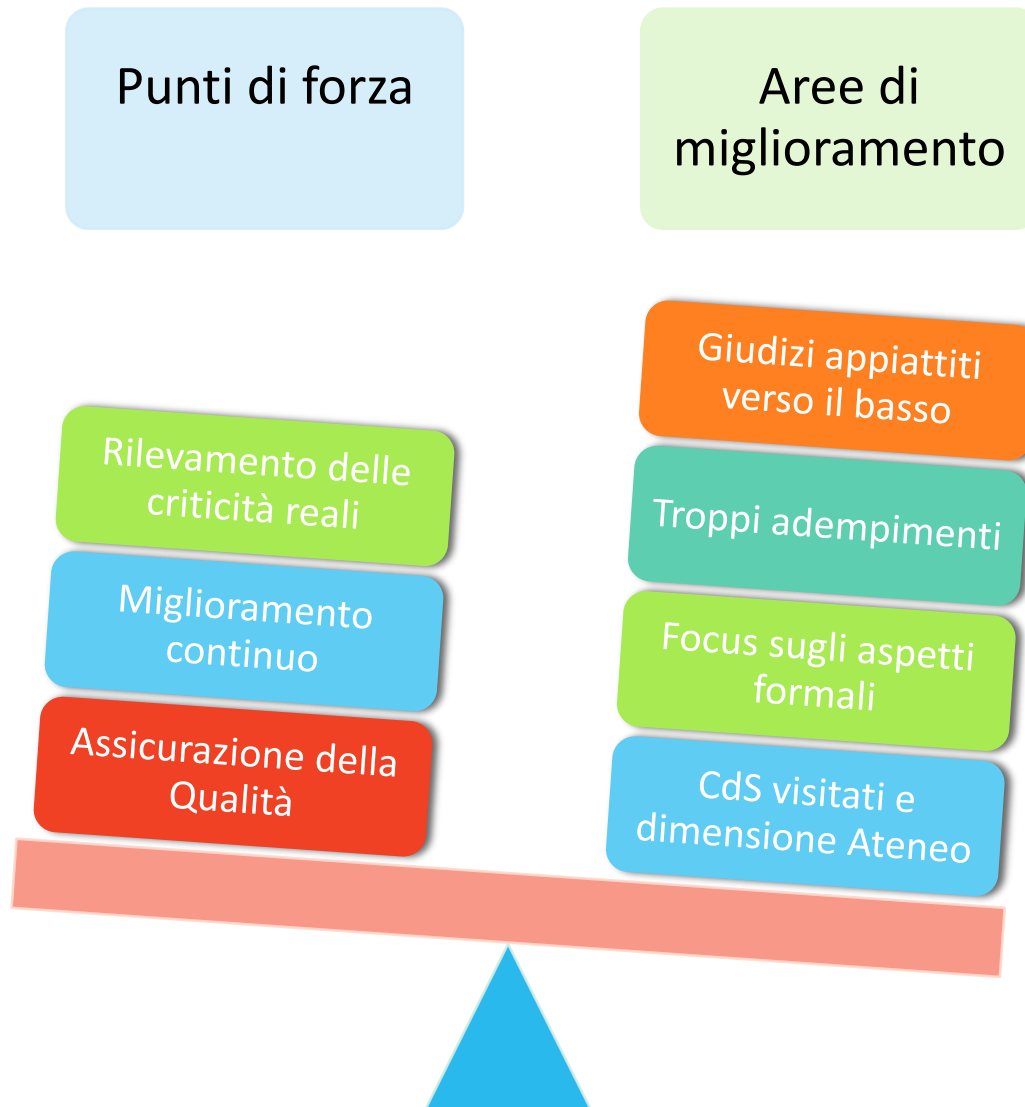 Punti di forza
Aree di
miglioramento
Rilevamento delle
criticità reali
Miglioramento
continuo
Assicurazione della
Qualità
Giudizi appiattiti
verso il basso
Troppi adempimenti
Focus sugli aspetti
formali
CdS visitati e
dimensione Ateneo